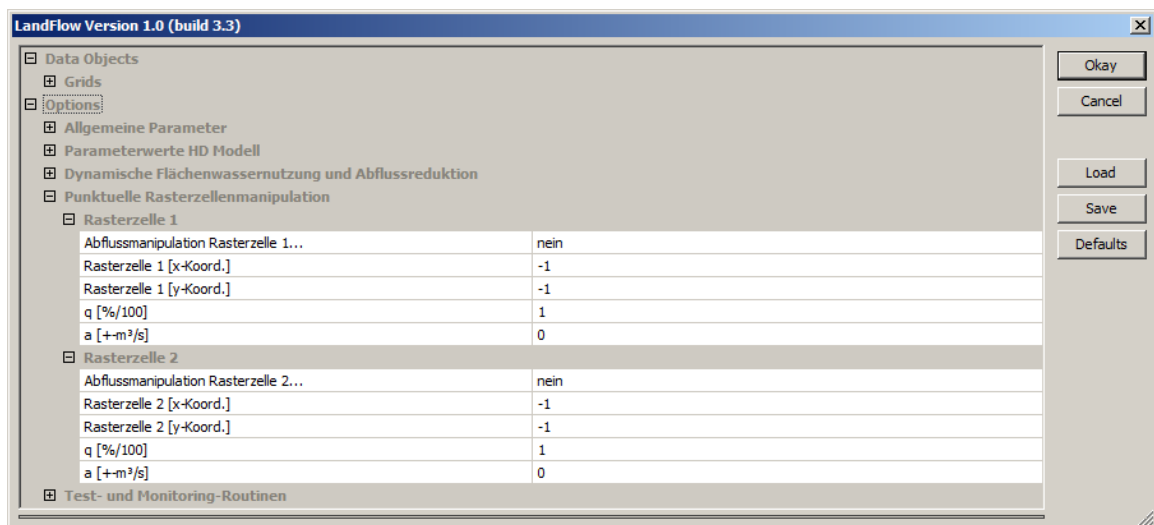 LandFlow Version 1.0 (build 3.3)
Data Objects
Okay
Grids
Options
Cancel
Allgemeine Parameter
Parameterwerte HD Modell
Dynamische Flächenwassernutzung und Abflussreduktion
Load
Punktuelle Rasterzellenmanipulation
Save
Rasterzelle 1
Abflussmanipulation Rasterzelle 1... nein
Defaults
Rasterzelle 1 [x-Koord.] -1
Rasterzelle 1 [y-Koord.] -1
q [%/100] 1
a [+-m³/s] 0
Rasterzelle 2
Abflussmanipulation Rasterzelle 2... nein
Rasterzelle 2 [x-Koord.] -1
Rasterzelle 2 [y-Koord.] -1
q [%/100] 1
a [+-m³/s] 0
Test- und Monitoring-Routinen